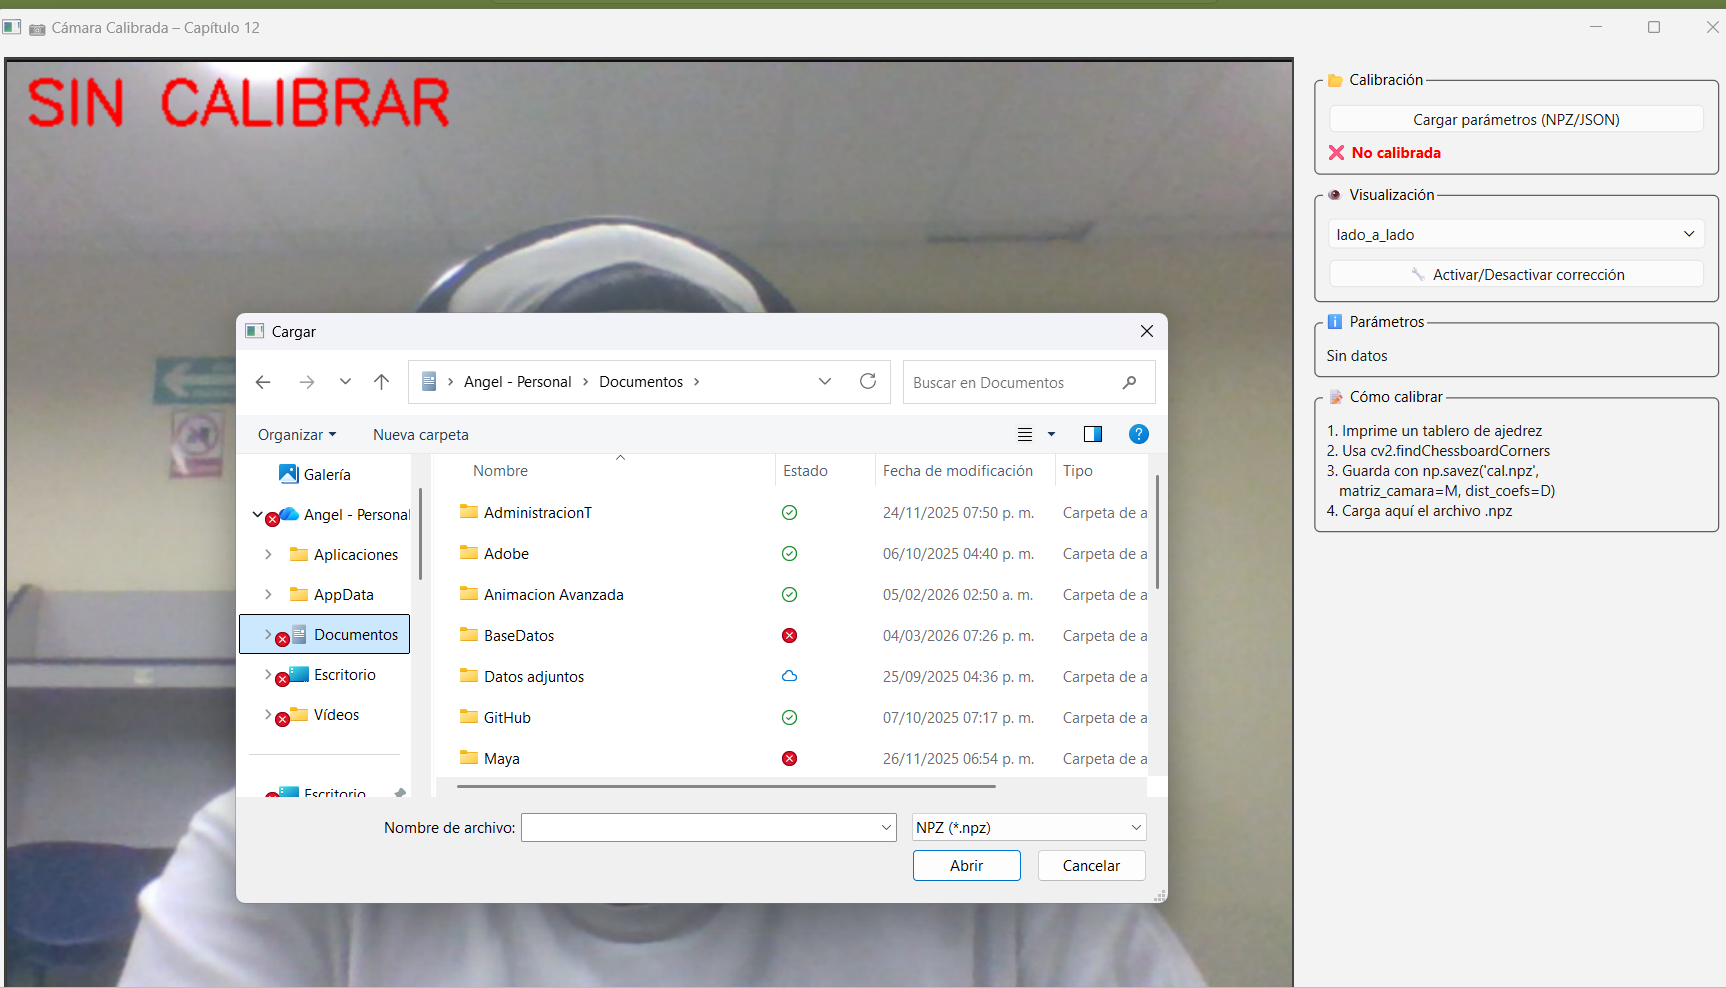 Cámara Calibrada – Capítulo 12
SIN CALIBRAR
Calibración
Cargar parámetros (NPZ/JSON)
No calibrada
Visualización
lado_a_lado
Activar/Desactivar corrección
Parámetros
Sin datos
Cómo calibrar
1. Imprime un tablero de ajedrez
2. Usa cv2.findChessboardCorners
3. Guarda con np.savez('cal.npz',
matriz_camara=M, dist_coefs=D)
4. Carga aquí el archivo .npz
Cargar
Angel - Personal > Documentos >
Buscar en Documentos
Organizar
Nueva carpeta
Galería
Angel - Personal
Aplicaciones
AppData
Documentos
Escritorio
Vídeos
Escritorio
Nombre Estado Fecha de modificación Tipo
AdministracionT 24/11/2025 07:50 p. m. Carpeta de a
Adobe 06/10/2025 04:40 p. m. Carpeta de a
Animacion Avanzada 05/02/2026 02:50 a. m. Carpeta de a
BaseDatos 04/03/2026 07:26 p. m. Carpeta de a
Datos adjuntos 25/09/2025 04:36 p. m. Carpeta de a
GitHub 07/10/2025 07:17 p. m. Carpeta de a
Maya 26/11/2025 06:54 p. m. Carpeta de a
Nombre de archivo:
NPZ (*.npz)
Abrir
Cancelar